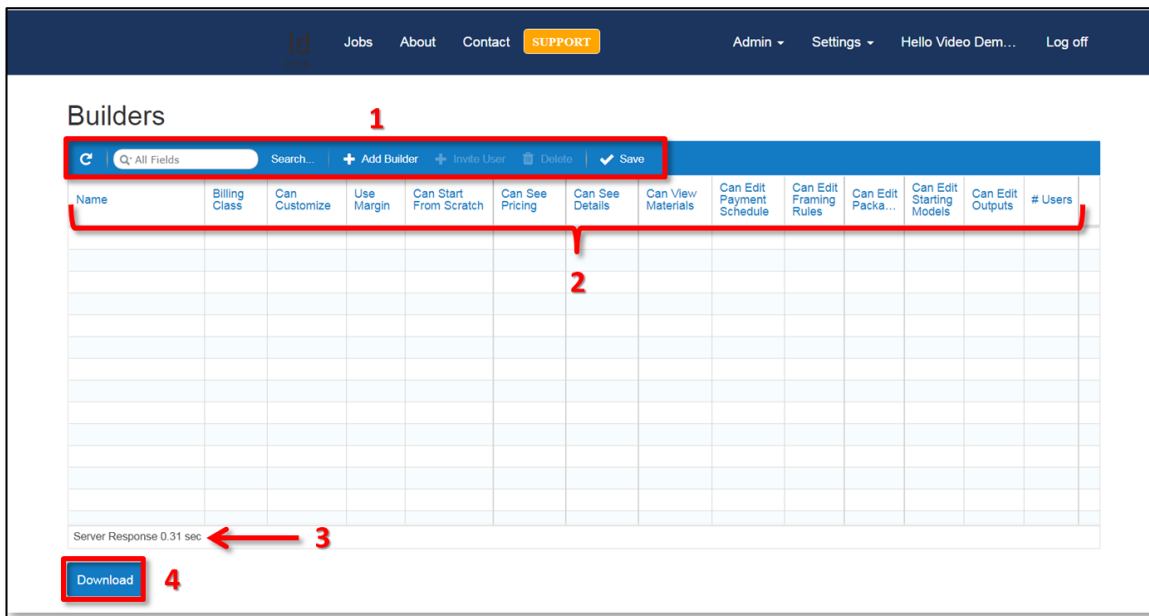 Jobs About Contact SUPPORT Admin Settings Hello Video Dem... Log off
Builders
1
All Fields Search... Add Builder Invite User Delete Save
Name Billing Class Can Customize Use Margin Can Start From Scratch Can See Pricing Can See Details Can View Materials Can Edit Payment Schedule Can Edit Framing Rules Can Edit Packa... Can Edit Starting Models Can Edit Outputs # Users
2
Server Response 0.31 sec 3
Download 4